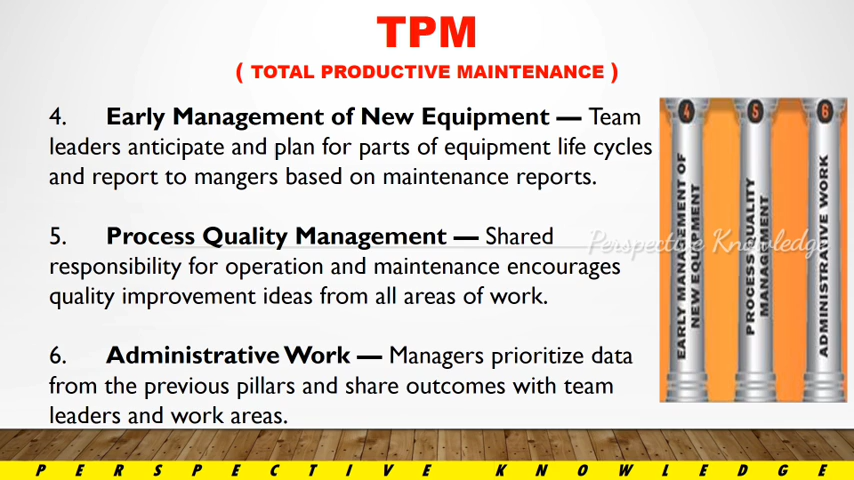 TPM
( TOTAL PRODUCTIVE MAINTENANCE )
4. Early Management of New Equipment — Team
leaders anticipate and plan for parts of equipment life cycles
and report to mangers based on maintenance reports.
5. Process Quality Management — Shared
responsibility for operation and maintenance encourages
quality improvement ideas from all areas of work.
6. Administrative Work — Managers prioritize data
from the previous pillars and share outcomes with team
leaders and work areas.
4
EARLY MANAGEMENT OF
NEW EQUIPMENT
5
PROCESS QUALITY
MANAGEMENT
6
ADMINISTRATIVE WORK
Perspective Knowledge
PERSPECTIVE KNOWLEDGE